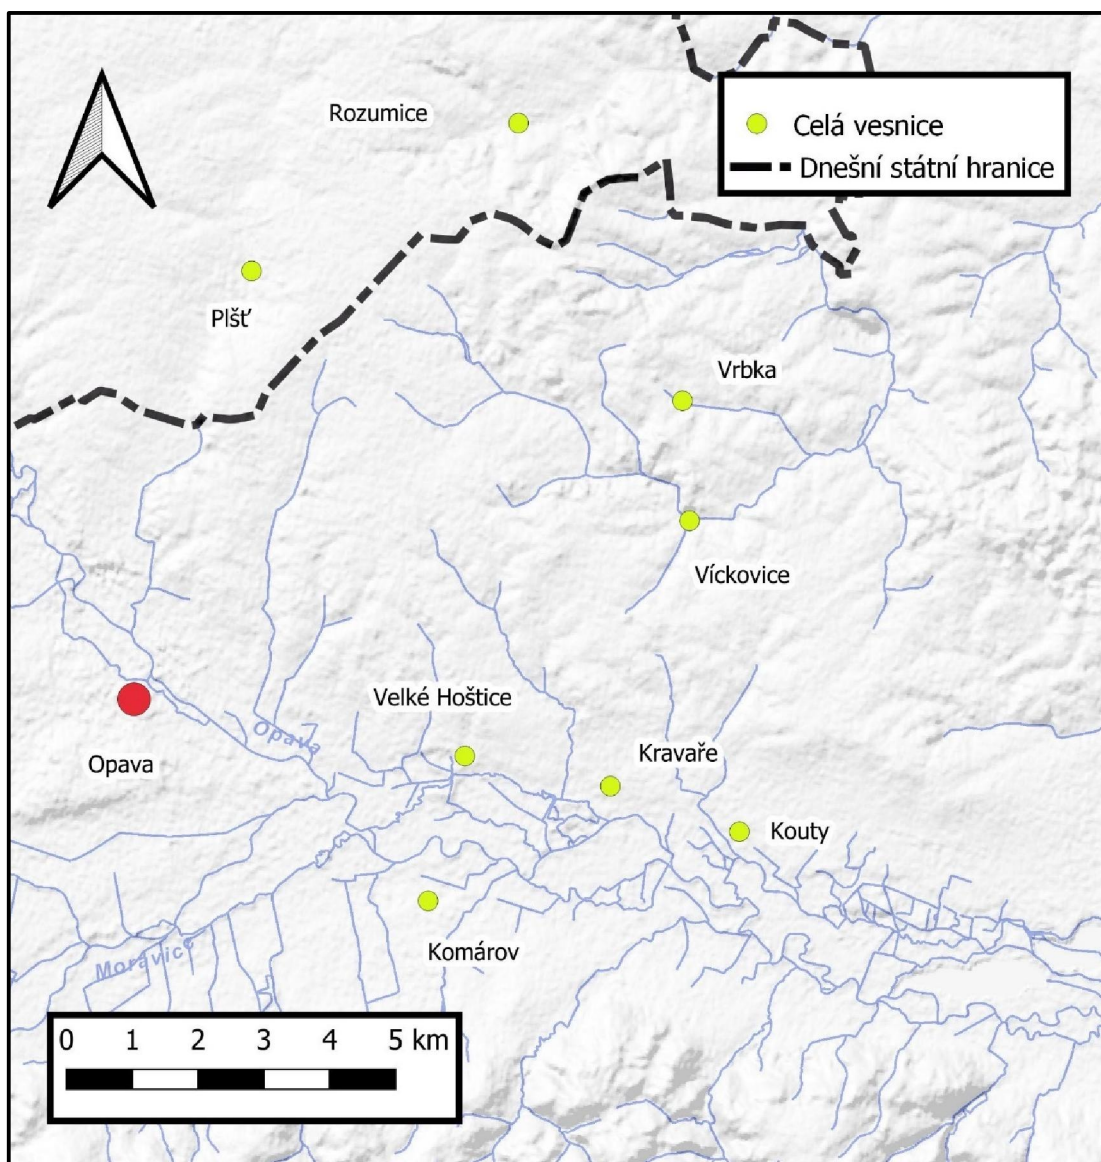 Rozumice
Celá vesnice
Dnešní státní hranice
Plšť
Vrbka
Víckovice
Velké Hoštice
Opava
Kravaře
Opava
Kouty
Komárov
Moravice
0 1 2 3 4 5 km